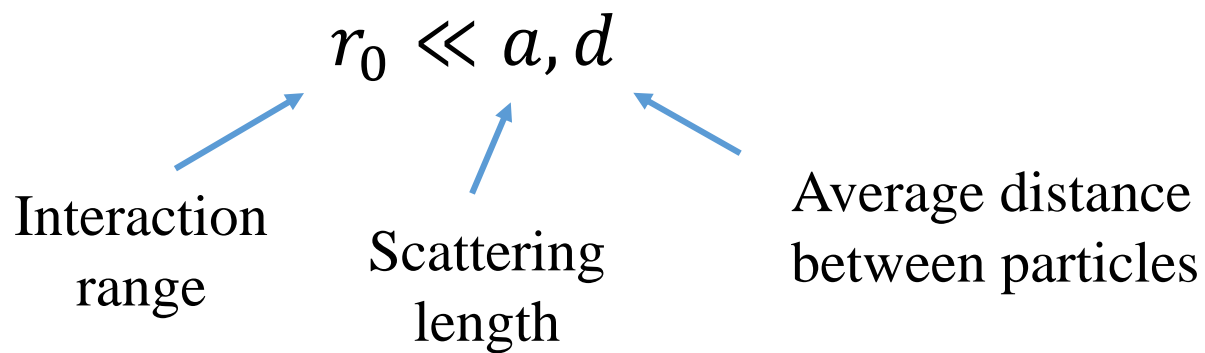 r₀ ≪ a, d
Interaction
range
Scattering
length
Average distance
between particles